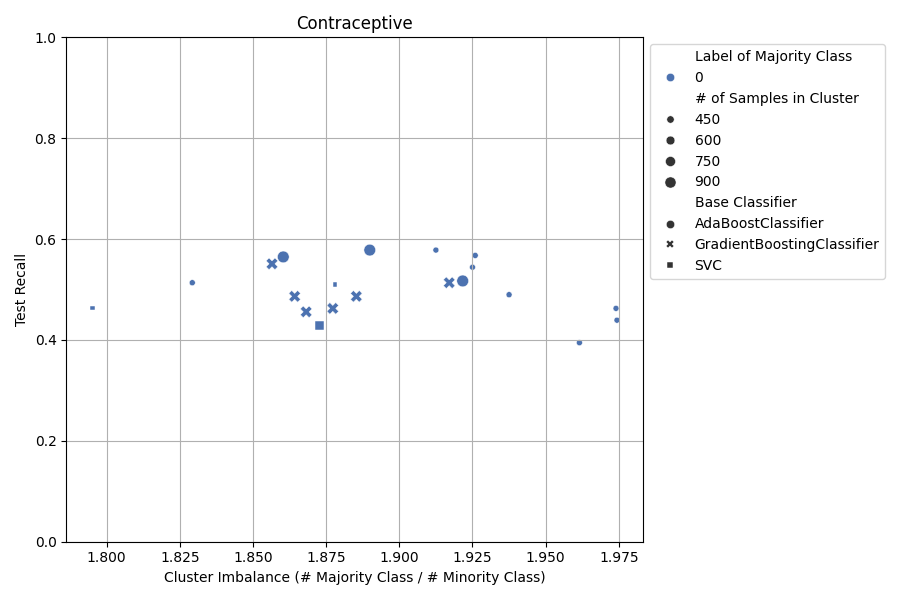 Contraceptive
Test Recall
1.0
0.8
0.6
0.4
0.2
0.0
1.800 1.825 1.850 1.875 1.900 1.925 1.950 1.975
Cluster Imbalance (# Majority Class / # Minority Class)
Label of Majority Class
0
# of Samples in Cluster
450
600
750
900
Base Classifier
AdaBoostClassifier
GradientBoostingClassifier
SVC